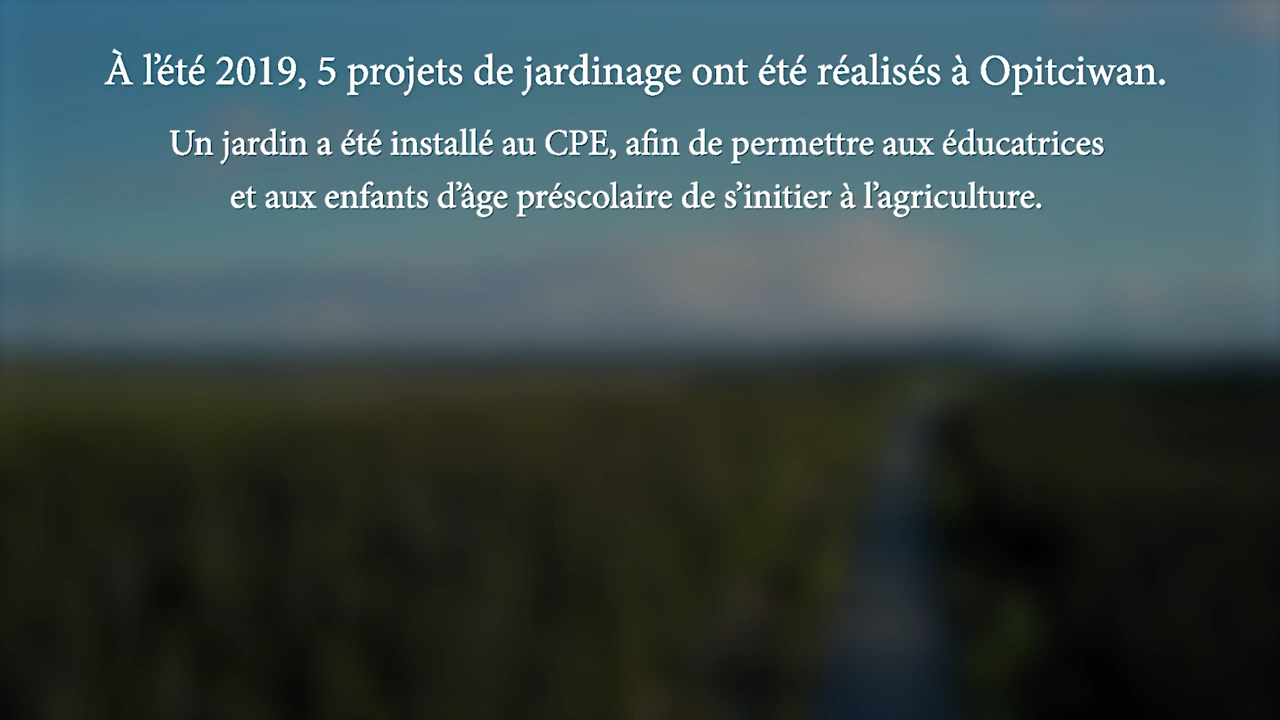 À l’été 2019, 5 projets de jardinage ont été réalisés à Opitciwan.
Un jardin a été installé au CPE, afin de permettre aux éducatrices
et aux enfants d’âge préscolaire de s’initier à l’agriculture.